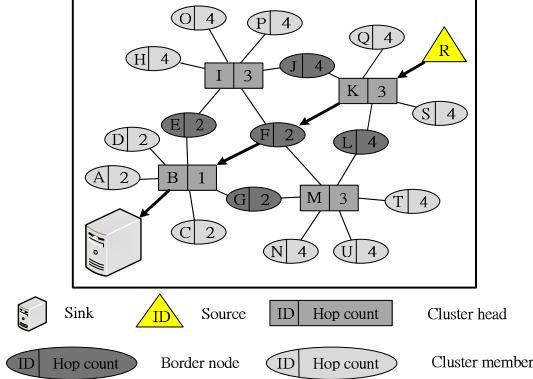 O 4
P 4
Q 4
R
H 4
I 3
J 4
K 3
S 4
E 2
F 2
L 4
D 2
A 2
B 1
G 2
M 3
T 4
C 2
N 4
U 4
Sink
ID
Source
ID Hop count
Cluster head
ID Hop count
Border node
ID Hop count
Cluster member